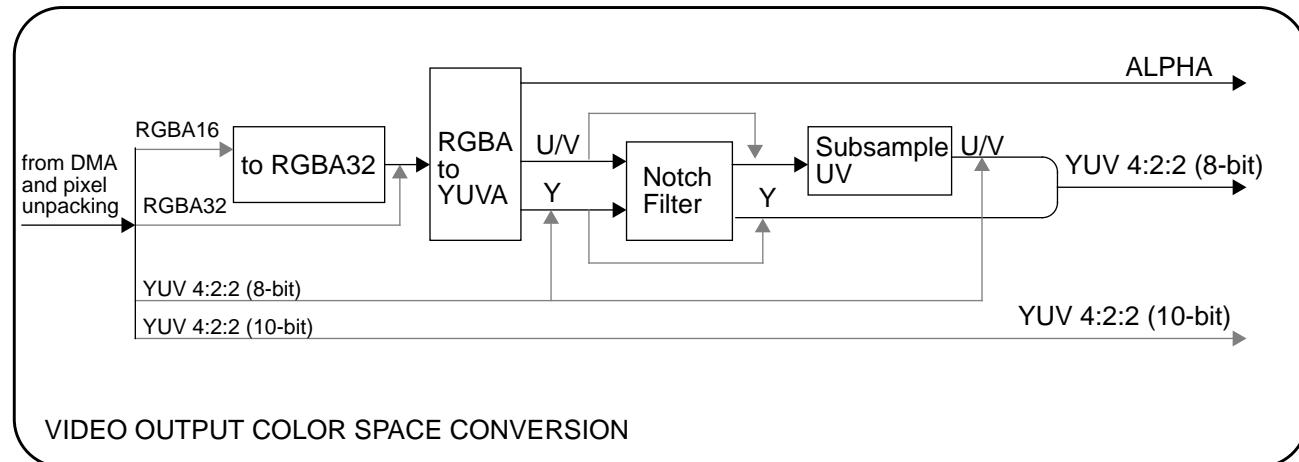 ALPHA
RGBA16
to RGBA32
RGBA
to
YUVA
U/V
Y
Notch
Filter
Y
Subsample
UV
U/V
YUV 4:2:2 (8-bit)
from DMA
and pixel
unpacking
RGBA32
YUV 4:2:2 (8-bit)
YUV 4:2:2 (10-bit)
YUV 4:2:2 (10-bit)
VIDEO OUTPUT COLOR SPACE CONVERSION